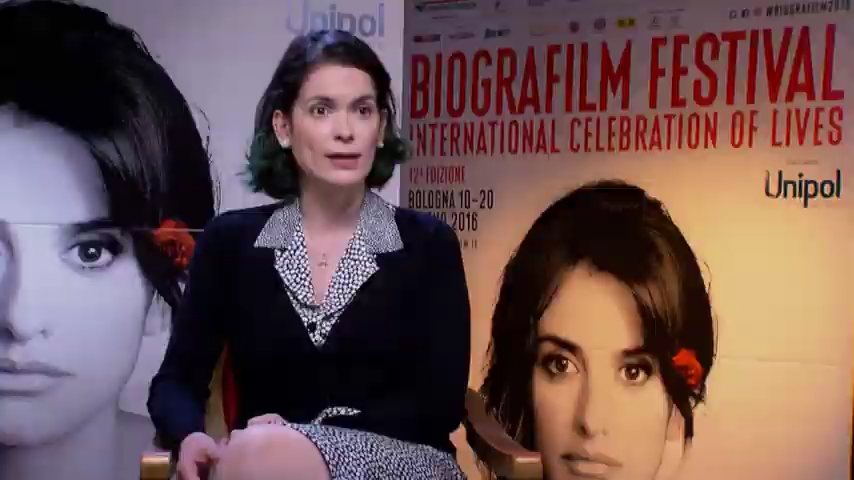 Unipol
#BIOGRAFILM2016
BIOGRAFILM FESTIVAL
INTERNATIONAL CELEBRATION OF LIVES
12ª EDIZIONE
BOLOGNA 10-20
2016
Unipol